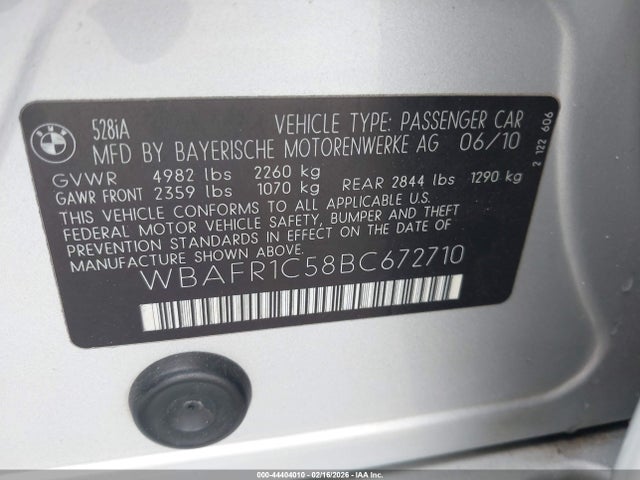 BMW
528iA
VEHICLE TYPE: PASSENGER CAR
MFD BY BAYERISCHE MOTORENWERKE AG 06/10
GVWR 4982 lbs 2260 kg
GAWR FRONT 2359 lbs 1070 kg REAR 2844 lbs 1290 kg
THIS VEHICLE CONFORMS TO ALL APPLICABLE U.S.
FEDERAL MOTOR VEHICLE SAFETY, BUMPER AND THEFT
PREVENTION STANDARDS IN EFFECT ON THE DATE OF
MANUFACTURE SHOWN ABOVE.
WBAFR1C58BC672710
2 122 606
000-44404010 - 02/16/2026 - IAA Inc.